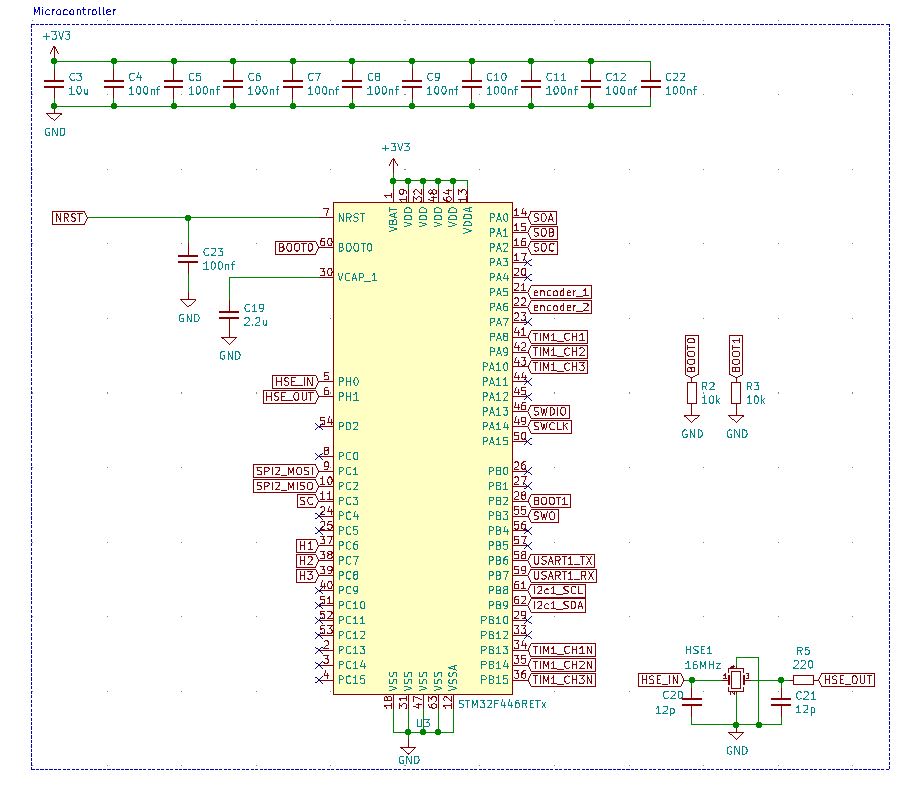 Microcontroller
+3V3
C3 C4 C5 C6 C7 C8 C9 C10 C11 C12 C22
10u 100nf 100nf 100nf 100nf 100nf 100nf 100nf 100nf 100nf 100nf
GND
+3V3
1 19 32 48 64 13
VBAT VDD VDD VDD VDD VDDA
NRST 7 NRST PA0 14 SOA
PA1 15 SOB
BOOT0 60 BOOT0 PA2 16 SOC
C23 PA3 17
100nf
30 VCAP_1 PA4 20
PA5 21 encoder_1
PA6 22 encoder_2
GND
C19
2.2u
PA7 23
PA8 41 TIM1_CH1
GND
PA9 42 TIM1_CH2
PA10 43 TIM1_CH3
BOOT0 BOOT1
HSE_IN 5 PH0 PA11 44
HSE_OUT 6 PH1 PA12 45
R2 R3
10k 10k
PA13 46 SWDIO
54 PD2 PA14 49 SWCLK
GND GND
PA15 50
8 PC0
SPI2_MOSI 9 PC1 PB0 26
SPI2_MISO 10 PC2 PB1 27
SC 11 PC3 PB2 28 BOOT1
24 PC4 PB3 55 SWO
25 PC5 PB4 56
H1 37 PC6 PB5 57
H2 38 PC7 PB6 58 USART1_TX
H3 39 PC8 PB7 59 USART1_RX
40 PC9 PB8 61 I2c1_SCL
51 PC10 PB9 62 I2c1_SDA
52 PC11 PB10 29
53 PC12 PB12 33
2 PC13 PB13 34 TIM1_CH1N
3 PC14 PB14 35 TIM1_CH2N
4 PC15 PB15 36 TIM1_CH3N
VSS VSS VSS VSS VSSA
18 31 47 63 12
STM32F446RETx
U3
GND
HSE1
16MHz
R5
220
HSE_IN 1 3 HSE_OUT
C20
12p
C21
12p
GND